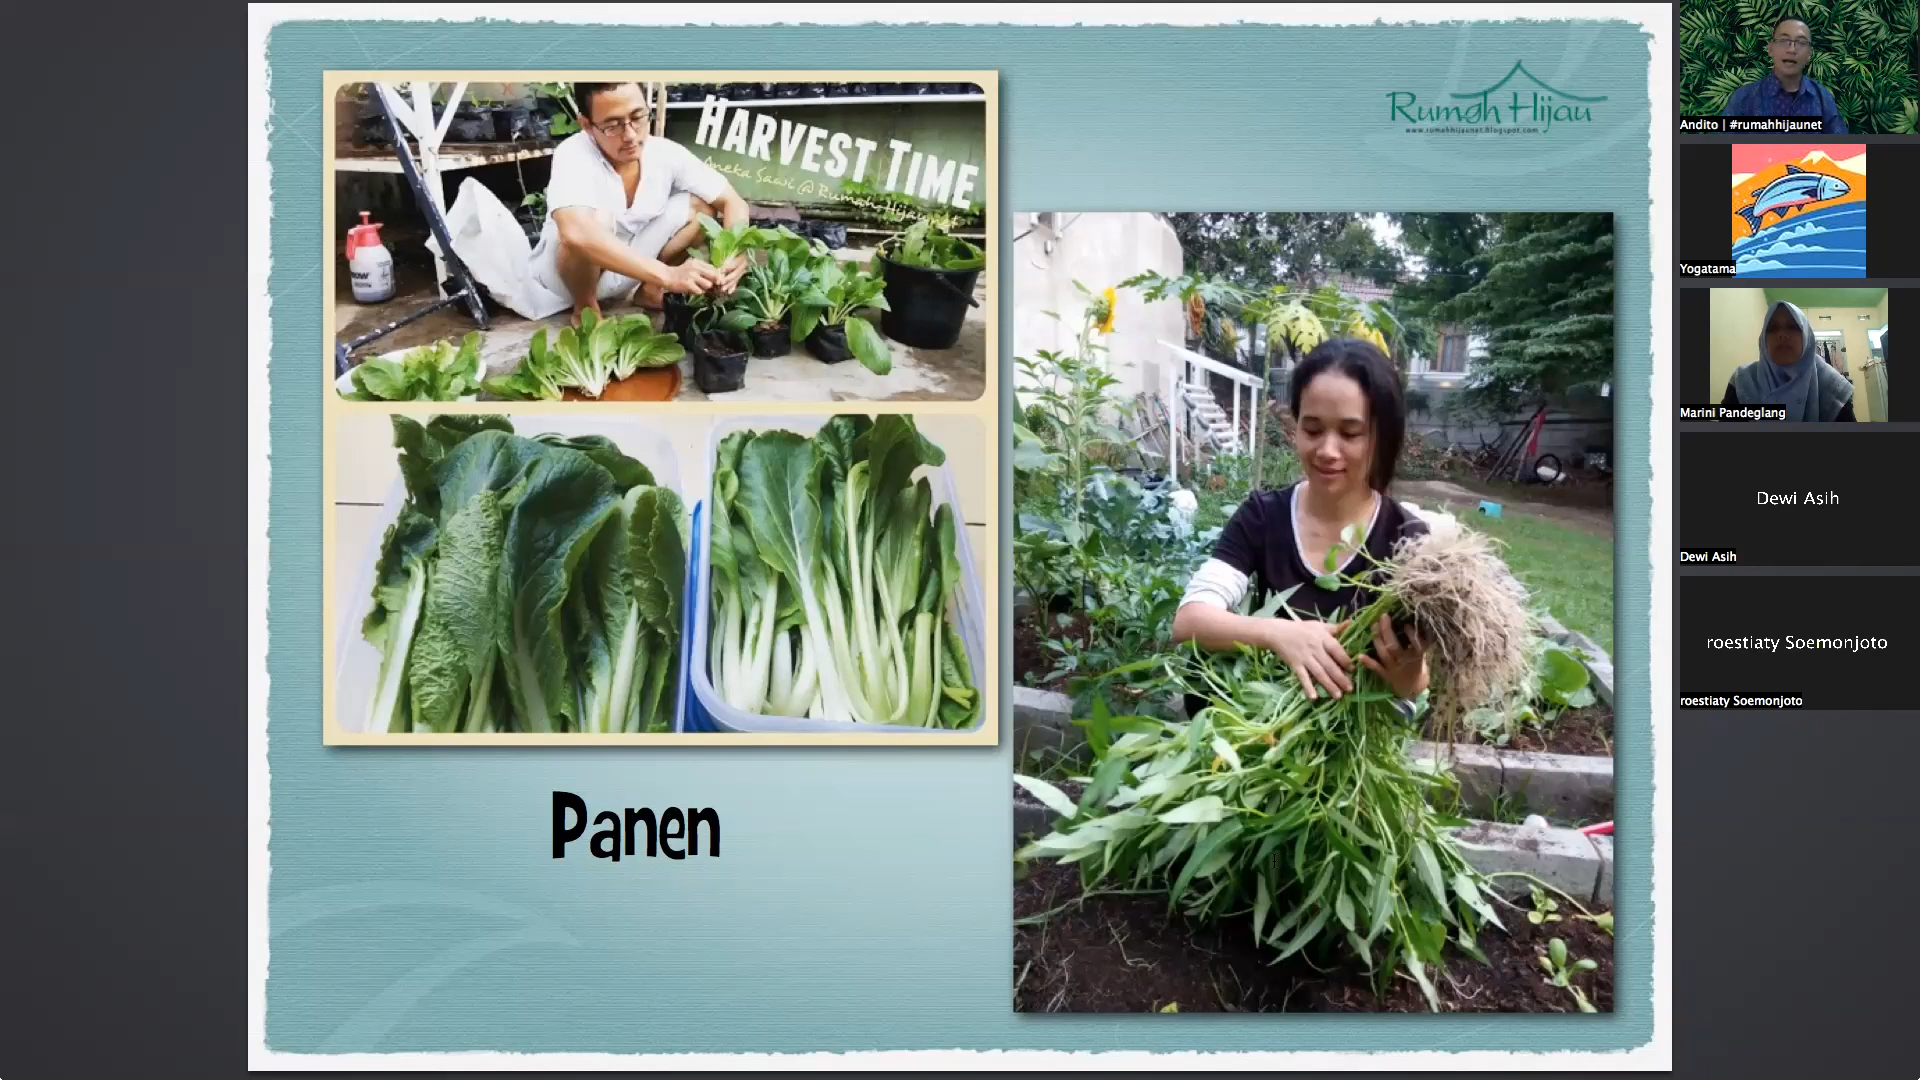 HARVEST TIME
Aneka Sawi @ Rumah Hijau
Rumah Hijau
www.rumahhijaunet.blogspot.com
Panen
Andito | #rumahhijaunet
Yogatama
Marini Pandeglang
Dewi Asih
Dewi Asih
roestiaty Soemonjoto
roestiaty Soemonjoto